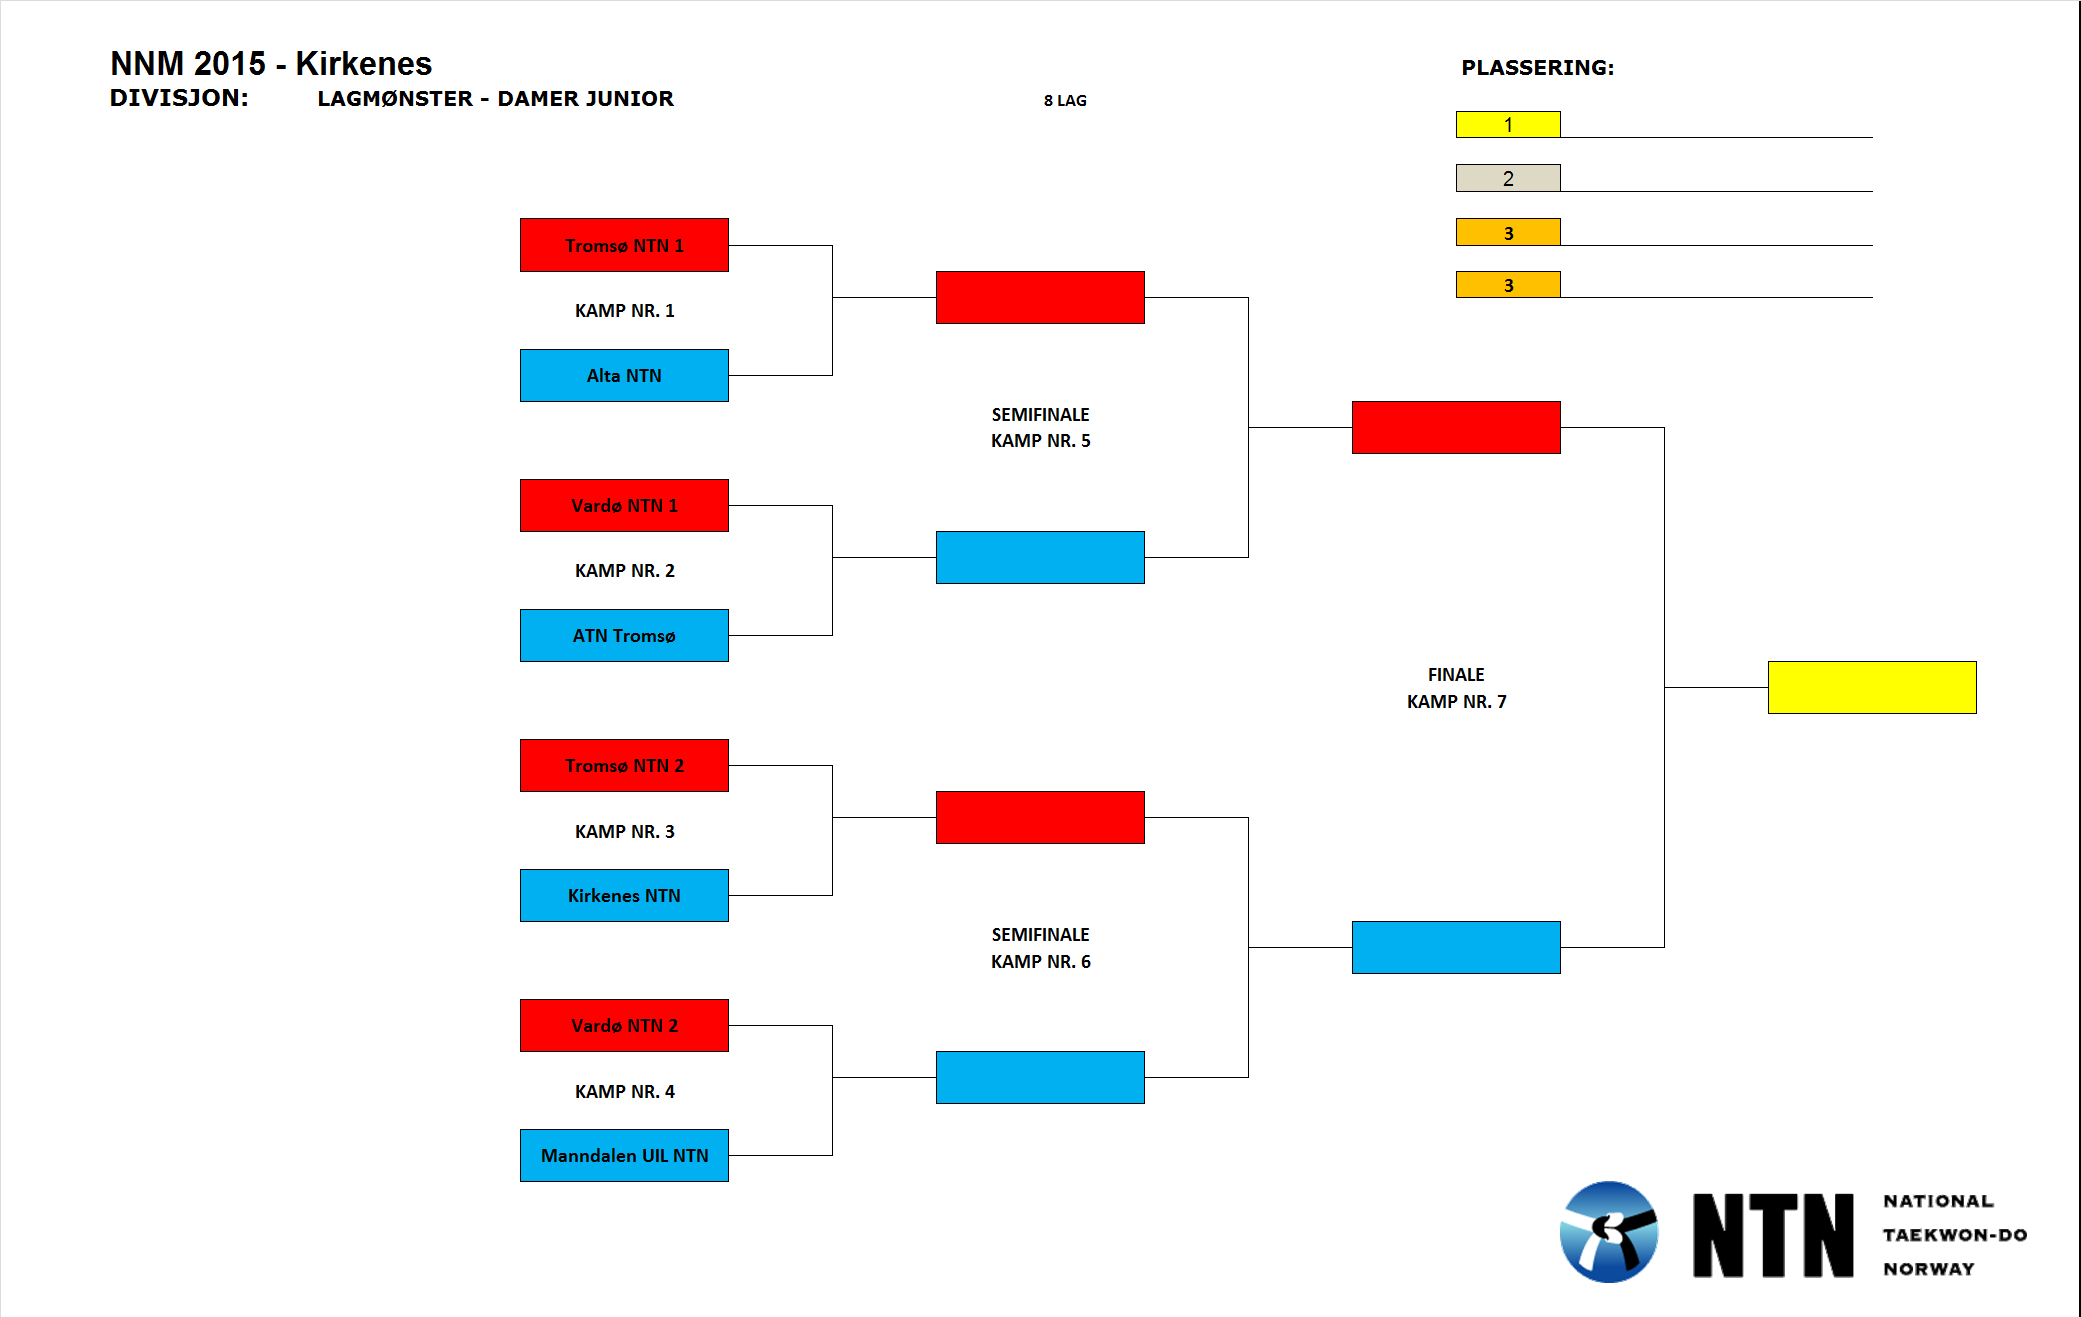 NNM 2015 - Kirkenes
DIVISJON: LAGMØNSTER - DAMER JUNIOR 8 LAG
PLASSERING:
1
2
3
3
Tromsø NTN 1
KAMP NR. 1
Alta NTN
SEMIFINALE
KAMP NR. 5
Vardø NTN 1
KAMP NR. 2
ATN Tromsø
FINALE
KAMP NR. 7
Tromsø NTN 2
KAMP NR. 3
Kirkenes NTN
SEMIFINALE
KAMP NR. 6
Vardø NTN 2
KAMP NR. 4
Manndalen UIL NTN
NTN
NATIONAL
TAEKWON-DO
NORWAY